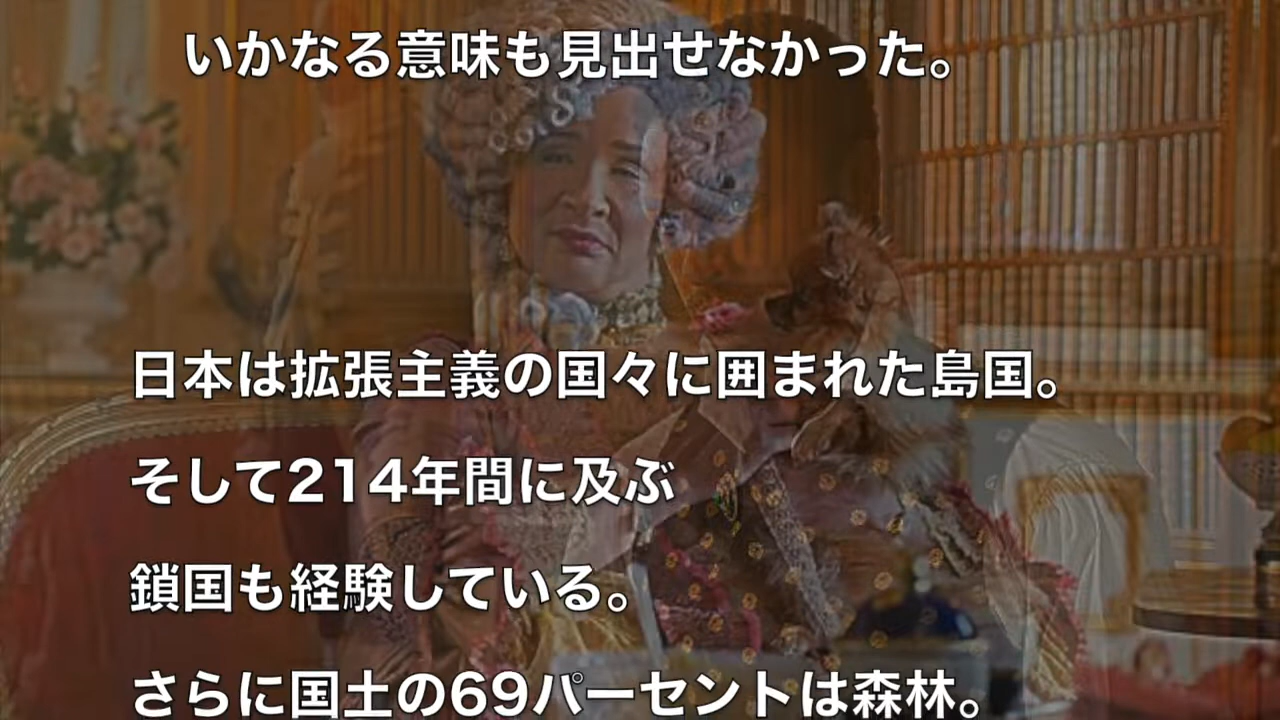 いかなる意味も見出せなかった。
日本は拡張主義の国々に囲まれた島国。
そして214年間に及ぶ
鎖国も経験している。
さらに国土の69パーセントは森林。